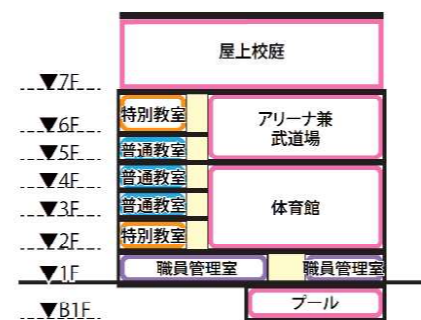 屋上校庭
▼7F
特別教室
アリーナ兼
武道場
▼6F
普通教室
▼5F
普通教室
▼4F
普通教室
体育館
▼3F
特別教室
▼2F
職員管理室
職員管理室
▼1F
プール
▼B1F